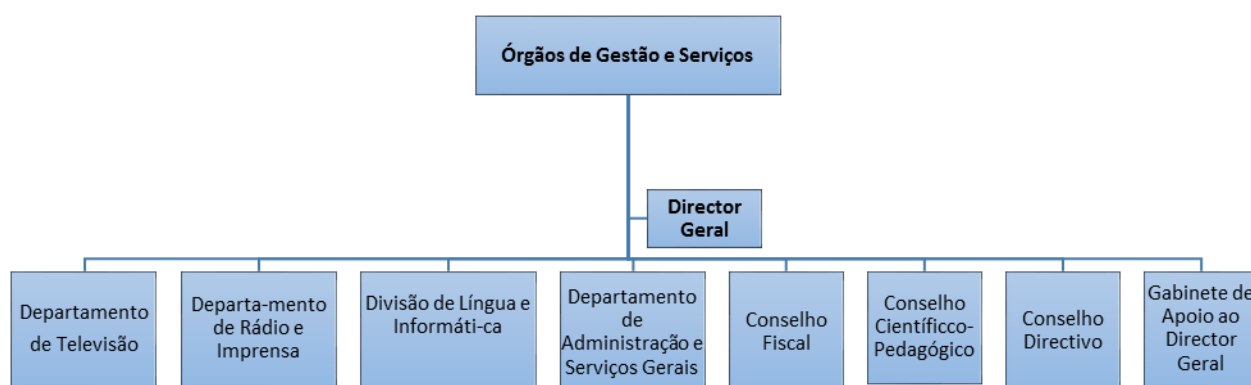 Órgãos de Gestão e Serviços
Director
Geral
Departamento
de Televisão
Departa-mento
de Rádio e
Imprensa
Divisão de Língua e
Informáti-ca
Departamento
de
Administração e
Serviços Gerais
Conselho
Fiscal
Conselho
Científicco-
Pedagógico
Conselho
Directivo
Gabinete de
Apoio ao
Director
Geral